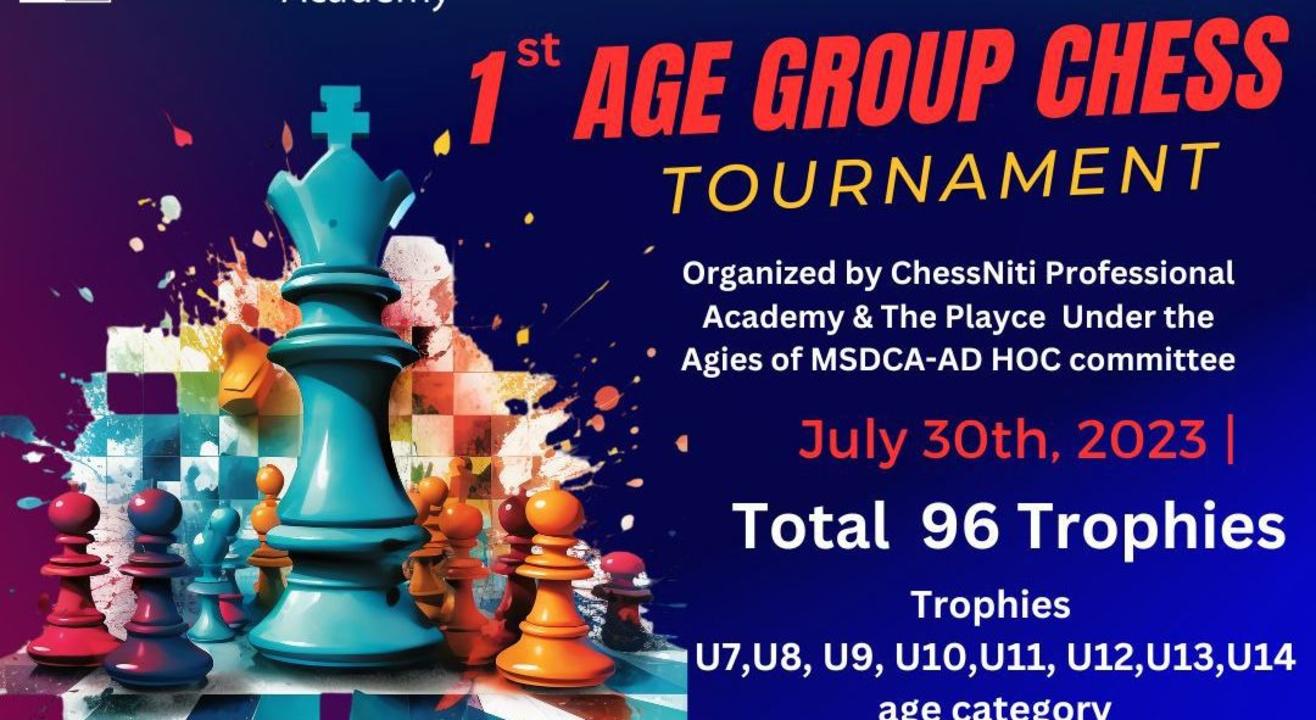 Academy
1st AGE GROUP CHESS
TOURNAMENT
Organized by ChessNiti Professional
Academy & The Playce Under the
Agies of MSDCA-AD HOC committee
July 30th, 2023 |
Total 96 Trophies
Trophies
U7,U8, U9, U10,U11, U12,U13,U14
age category